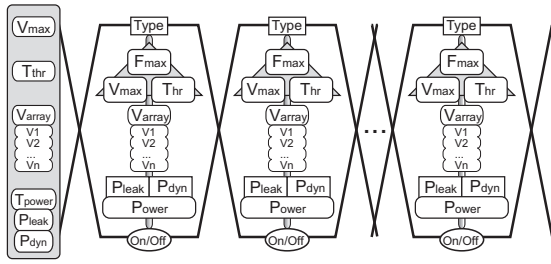 Vmax
Tthr
Varray
V1
V2
...
Vn
Tpower
Pleak
Pdyn
Type
Fmax
Vmax Thr
Varray
V1
V2
...
Vn
Pleak Pdyn
Power
On/Off
Type
Fmax
Vmax Thr
Varray
V1
V2
...
Vn
Pleak Pdyn
Power
On/Off
...
Type
Fmax
Vmax Thr
Varray
V1
V2
...
Vn
Pleak Pdyn
Power
On/Off